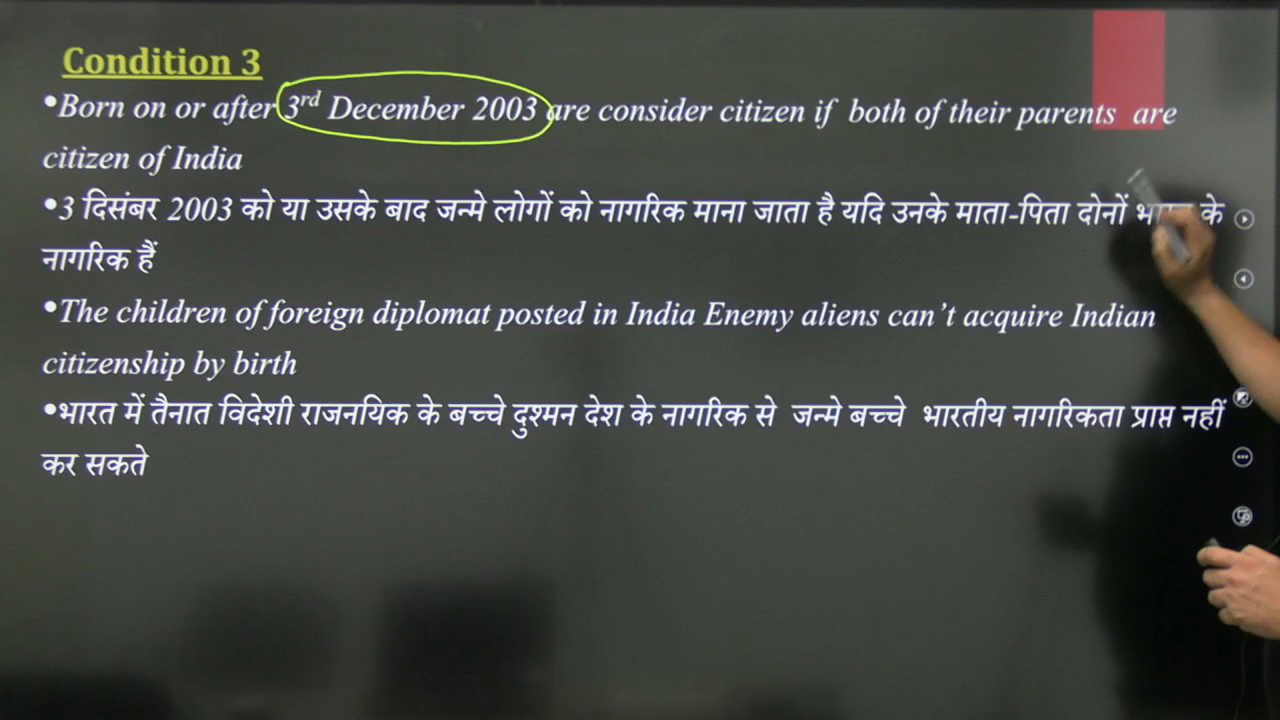 Condition 3
•Born on or after 3rd December 2003 are consider citizen if both of their parents are
citizen of India
•3 दिसंबर 2003 को या उसके बाद जन्मे लोगों को नागरिक माना जाता है यदि उनके माता-पिता दोनों भारत के
नागरिक हैं
•The children of foreign diplomat posted in India Enemy aliens can't acquire Indian
citizenship by birth
•भारत में तैनात विदेशी राजनयिक के बच्चे दुश्मन देश के नागरिक से जन्मे बच्चे भारतीय नागरिकता प्राप्त नहीं
कर सकते